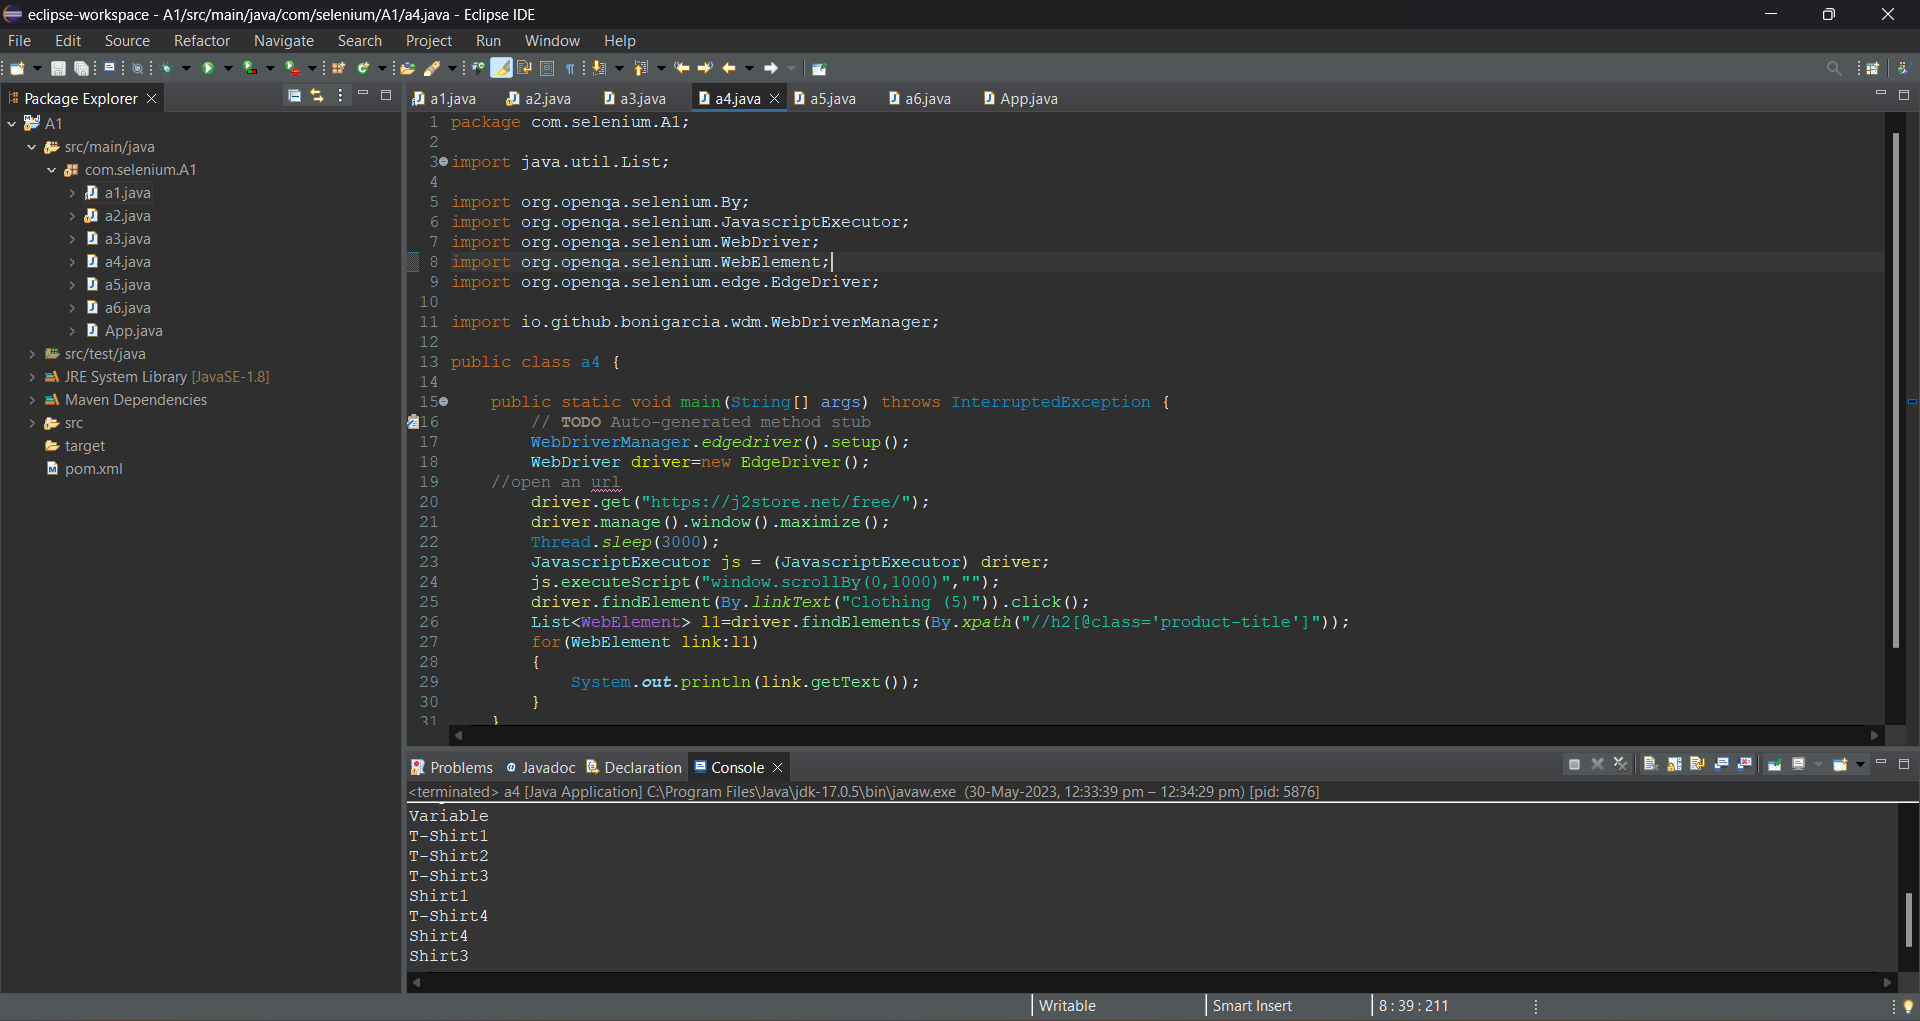 eclipse-workspace - A1/src/main/java/com/selenium/A1/a4.java - Eclipse IDE
File Edit Source Refactor Navigate Search Project Run Window Help
Package Explorer
a1.java a2.java a3.java a4.java a5.java a6.java App.java
A1
src/main/java
com.selenium.A1
a1.java
a2.java
a3.java
a4.java
a5.java
a6.java
App.java
src/test/java
JRE System Library [JavaSE-1.8]
Maven Dependencies
src
target
pom.xml
1 package com.selenium.A1;
2
3 import java.util.List;
4
5 import org.openqa.selenium.By;
6 import org.openqa.selenium.JavascriptExecutor;
7 import org.openqa.selenium.WebDriver;
8 import org.openqa.selenium.WebElement;
9 import org.openqa.selenium.edge.EdgeDriver;
10
11 import io.github.bonigarcia.wdm.WebDriverManager;
12
13 public class a4 {
14
15 public static void main(String[] args) throws InterruptedException {
16 // TODO Auto-generated method stub
17 WebDriverManager.edgedriver().setup();
18 WebDriver driver=new EdgeDriver();
19 //open an url
20 driver.get("https://j2store.net/free/");
21 driver.manage().window().maximize();
22 Thread.sleep(3000);
23 JavascriptExecutor js = (JavascriptExecutor) driver;
24 js.executeScript("window.scrollBy(0,1000)","");
25 driver.findElement(By.linkText("Clothing (5)")).click();
26 List<WebElement> l1=driver.findElements(By.xpath("//h2[@class='product-title']"));
27 for(WebElement link:l1)
28 {
29 System.out.println(link.getText());
30 }
31 }
Problems Javadoc Declaration Console
<terminated> a4 [Java Application] C:\Program Files\Java\jdk-17.0.5\bin\javaw.exe (30-May-2023, 12:33:39 pm – 12:34:29 pm) [pid: 5876]
Variable
T-Shirt1
T-Shirt2
T-Shirt3
Shirt1
T-Shirt4
Shirt4
Shirt3
Writable Smart Insert 8 : 39 : 211